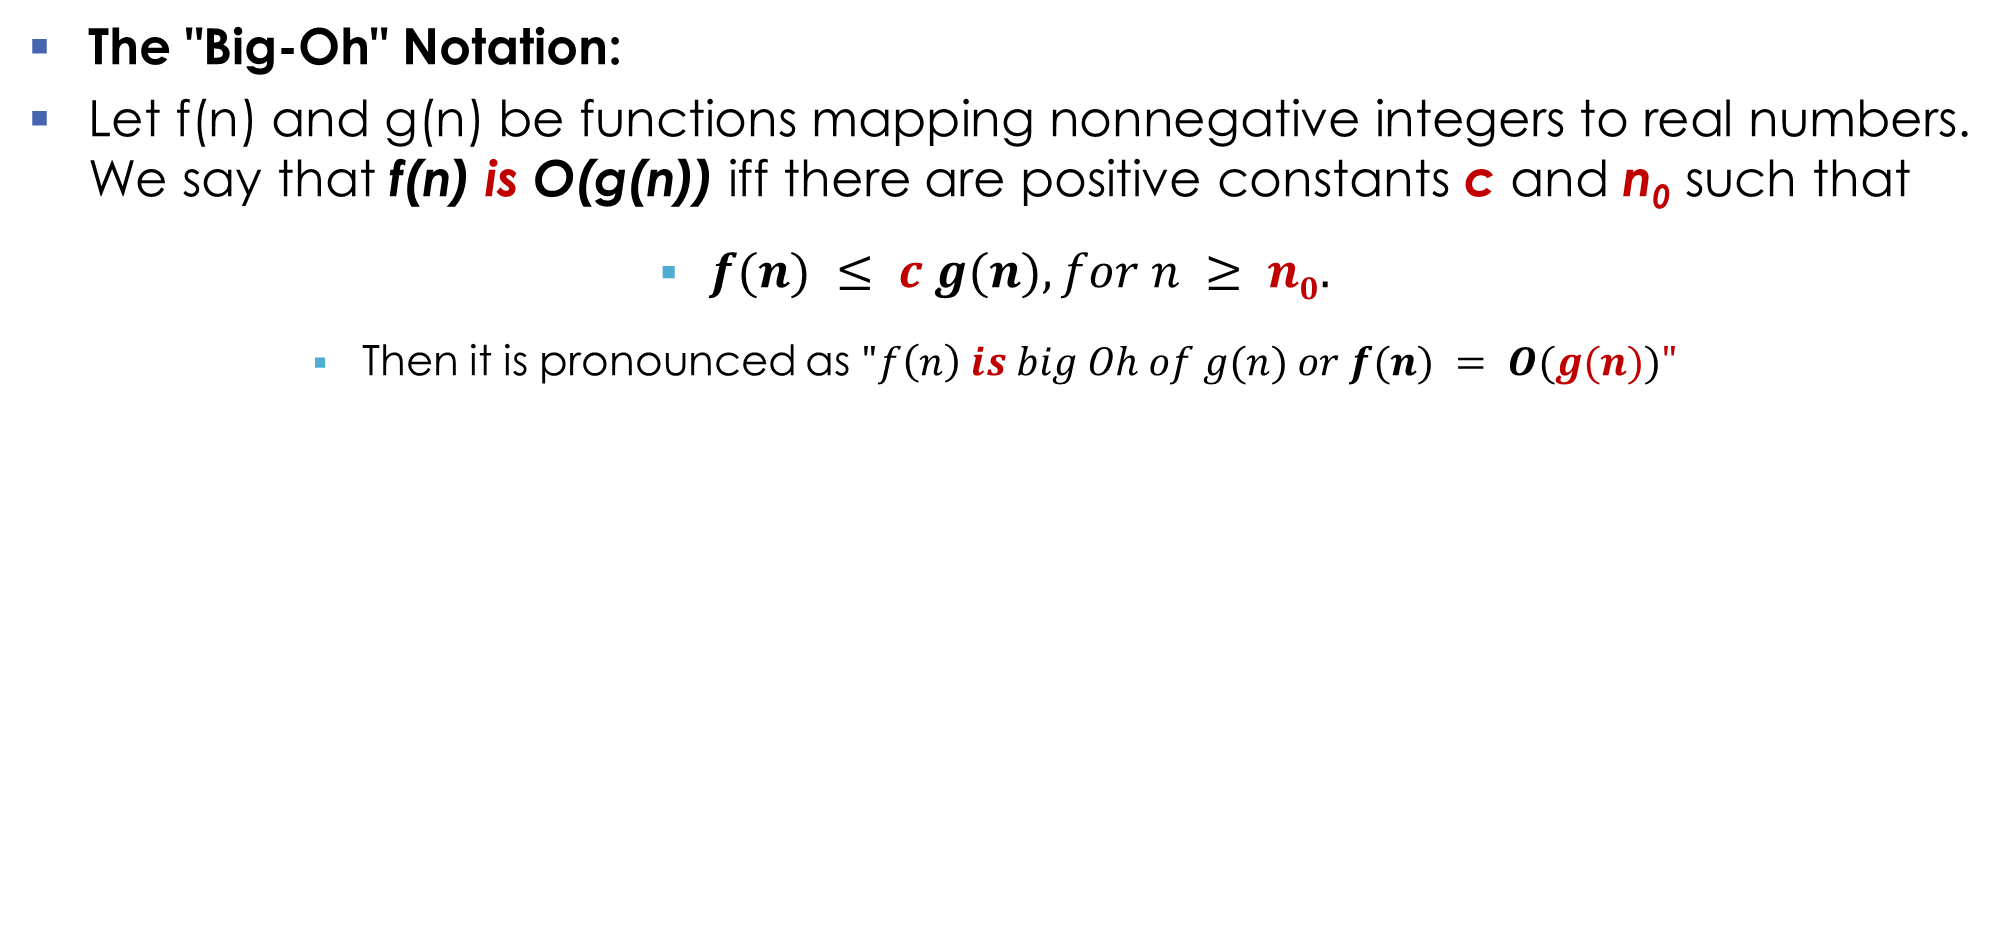 ▪ The "Big-Oh" Notation:
▪ Let f(n) and g(n) be functions mapping nonnegative integers to real numbers.
We say that f(n) is O(g(n)) iff there are positive constants c and n₀ such that
▪ f(n) ≤ c g(n), for n ≥ n₀.
▪ Then it is pronounced as "f(n) is big Oh of g(n) or f(n) = O(g(n))"